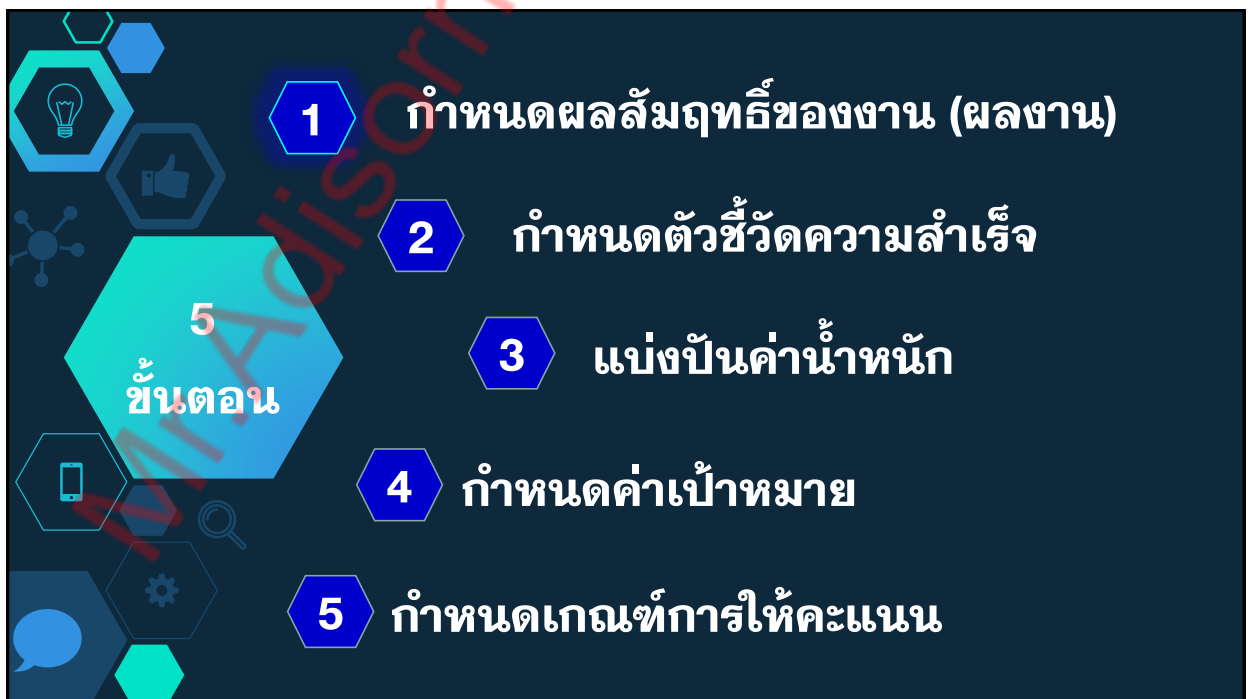 5
ขั้นตอน
1 กำหนดผลสัมฤทธิ์ของงาน (ผลงาน)
2 กำหนดตัวชี้วัดความสำเร็จ
3 แบ่งปันค่าน้ำหนัก
4 กำหนดค่าเป้าหมาย
5 กำหนดเกณฑ์การให้คะแนน
Mr.Adisorn